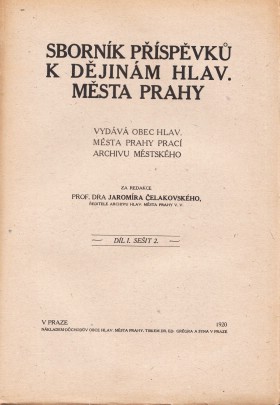 SBORNÍK PŘÍSPĚVKŮ
K DĚJINÁM HLAV.
MĚSTA PRAHY
VYDÁVÁ OBEC HLAV.
MĚSTA PRAHY PRACÍ
ARCHIVU MĚSTSKÉHO
ZA REDAKCE
PROF. DRA JAROMÍRA ČELAKOVSKÉHO,
ŘEDITELE ARCHIVU HLAV. MĚSTA PRAHY V. V.
DÍL I. SEŠIT 2.
V PRAZE 1920
NÁKLADEM DŮCHODŮV OBCE HLAV. MĚSTA PRAHY. TISKEM DR. ED. GRÉGRA A SYNA V PRAZE